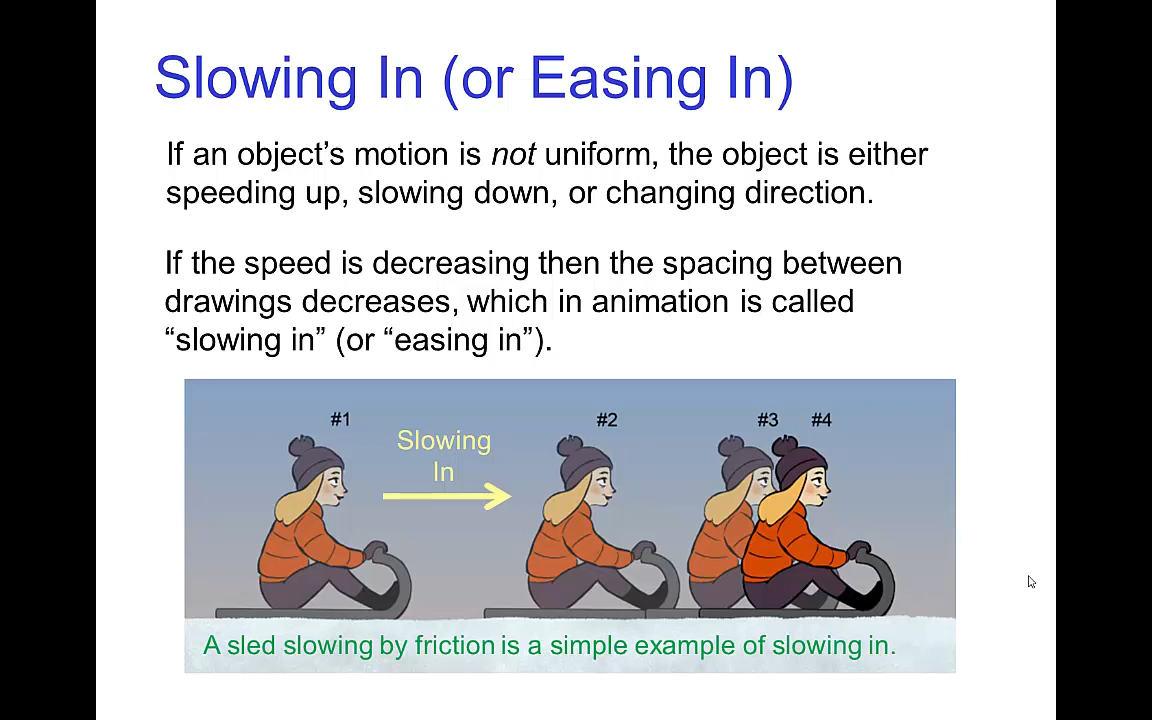 Slowing In (or Easing In)
If an object’s motion is not uniform, the object is either
speeding up, slowing down, or changing direction.
If the speed is decreasing then the spacing between
drawings decreases, which in animation is called
“slowing in” (or “easing in”).
#1
#2
#3
#4
Slowing
In
A sled slowing by friction is a simple example of slowing in.